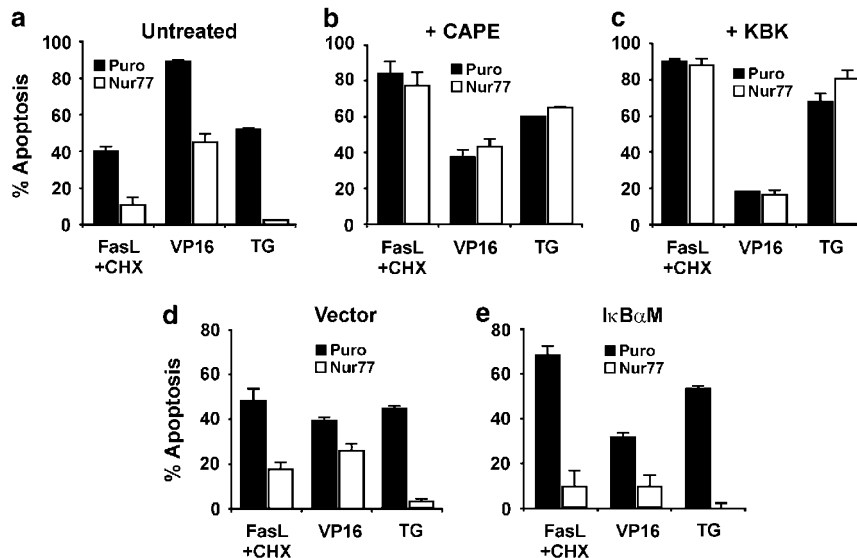 a
Untreated
% Apoptosis
100
80
60
40
20
0
Puro
Nur77
FasL +CHX
VP16
TG
b
+ CAPE
100
80
60
40
20
0
Puro
Nur77
FasL +CHX
VP16
TG
c
+ KBK
100
80
60
40
20
0
Puro
Nur77
FasL +CHX
VP16
TG
d
Vector
% Apoptosis
80
60
40
20
0
Puro
Nur77
FasL +CHX
VP16
TG
e
IκBαM
80
60
40
20
0
Puro
Nur77
FasL +CHX
VP16
TG